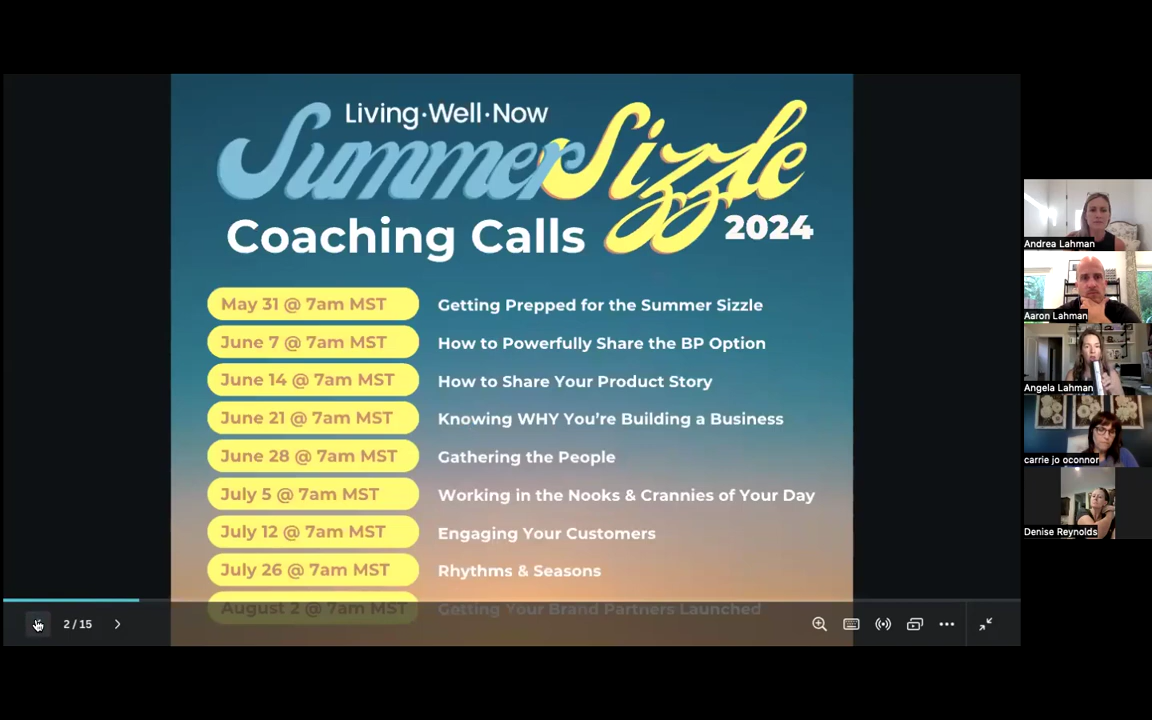 Living·Well·Now
Summer Sizzle
Coaching Calls 2024
May 31 @ 7am MST Getting Prepped for the Summer Sizzle
June 7 @ 7am MST How to Powerfully Share the BP Option
June 14 @ 7am MST How to Share Your Product Story
June 21 @ 7am MST Knowing WHY You're Building a Business
June 28 @ 7am MST Gathering the People
July 5 @ 7am MST Working in the Nooks & Crannies of Your Day
July 12 @ 7am MST Engaging Your Customers
July 26 @ 7am MST Rhythms & Seasons
August 2 @ 7am MST Getting Your Brand Partners Launched
2 / 15
Andrea Lahman
Aaron Lahman
Angela Lahman
carrie jo oconnor
Denise Reynolds